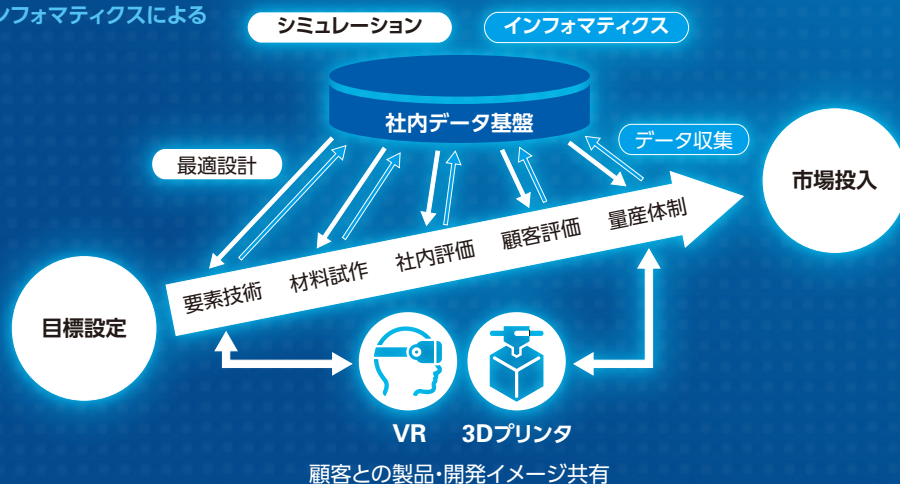 ンフォマティクスによる
シミュレーション
インフォマティクス
社内データ基盤
最適設計
データ収集
市場投入
要素技術
材料試作
社内評価
顧客評価
量産体制
目標設定
VR
3Dプリンタ
顧客との製品・開発イメージ共有